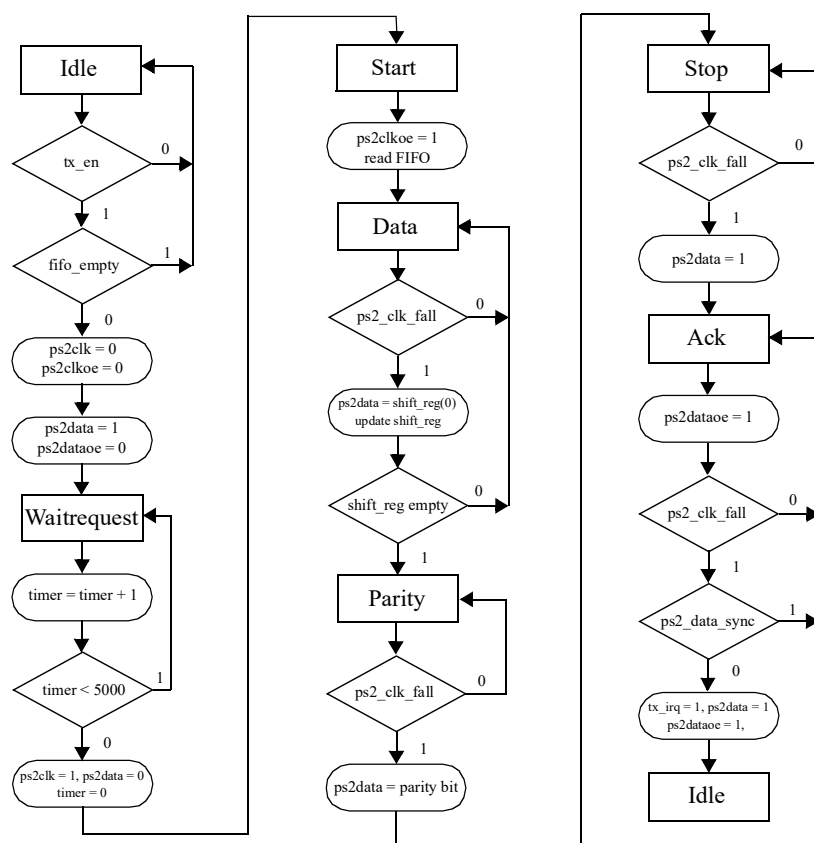 Idle
tx_en
0
1
fifo_empty
1
0
ps2clk = 0
ps2clkoe = 0
ps2data = 1
ps2dataoe = 0
Waitrequest
timer = timer + 1
timer < 5000
1
0
ps2clk = 1, ps2data = 0
timer = 0
Start
ps2clkoe = 1
read FIFO
Data
ps2_clk_fall
0
1
ps2data = shift_reg(0)
update shift_reg
shift_reg empty
0
1
Parity
ps2_clk_fall
0
1
ps2data = parity bit
Stop
ps2_clk_fall
0
1
ps2data = 1
Ack
ps2dataoe = 1
ps2_clk_fall
0
1
ps2_data_sync
1
0
tx_irq = 1, ps2data = 1
ps2dataoe = 1,
Idle